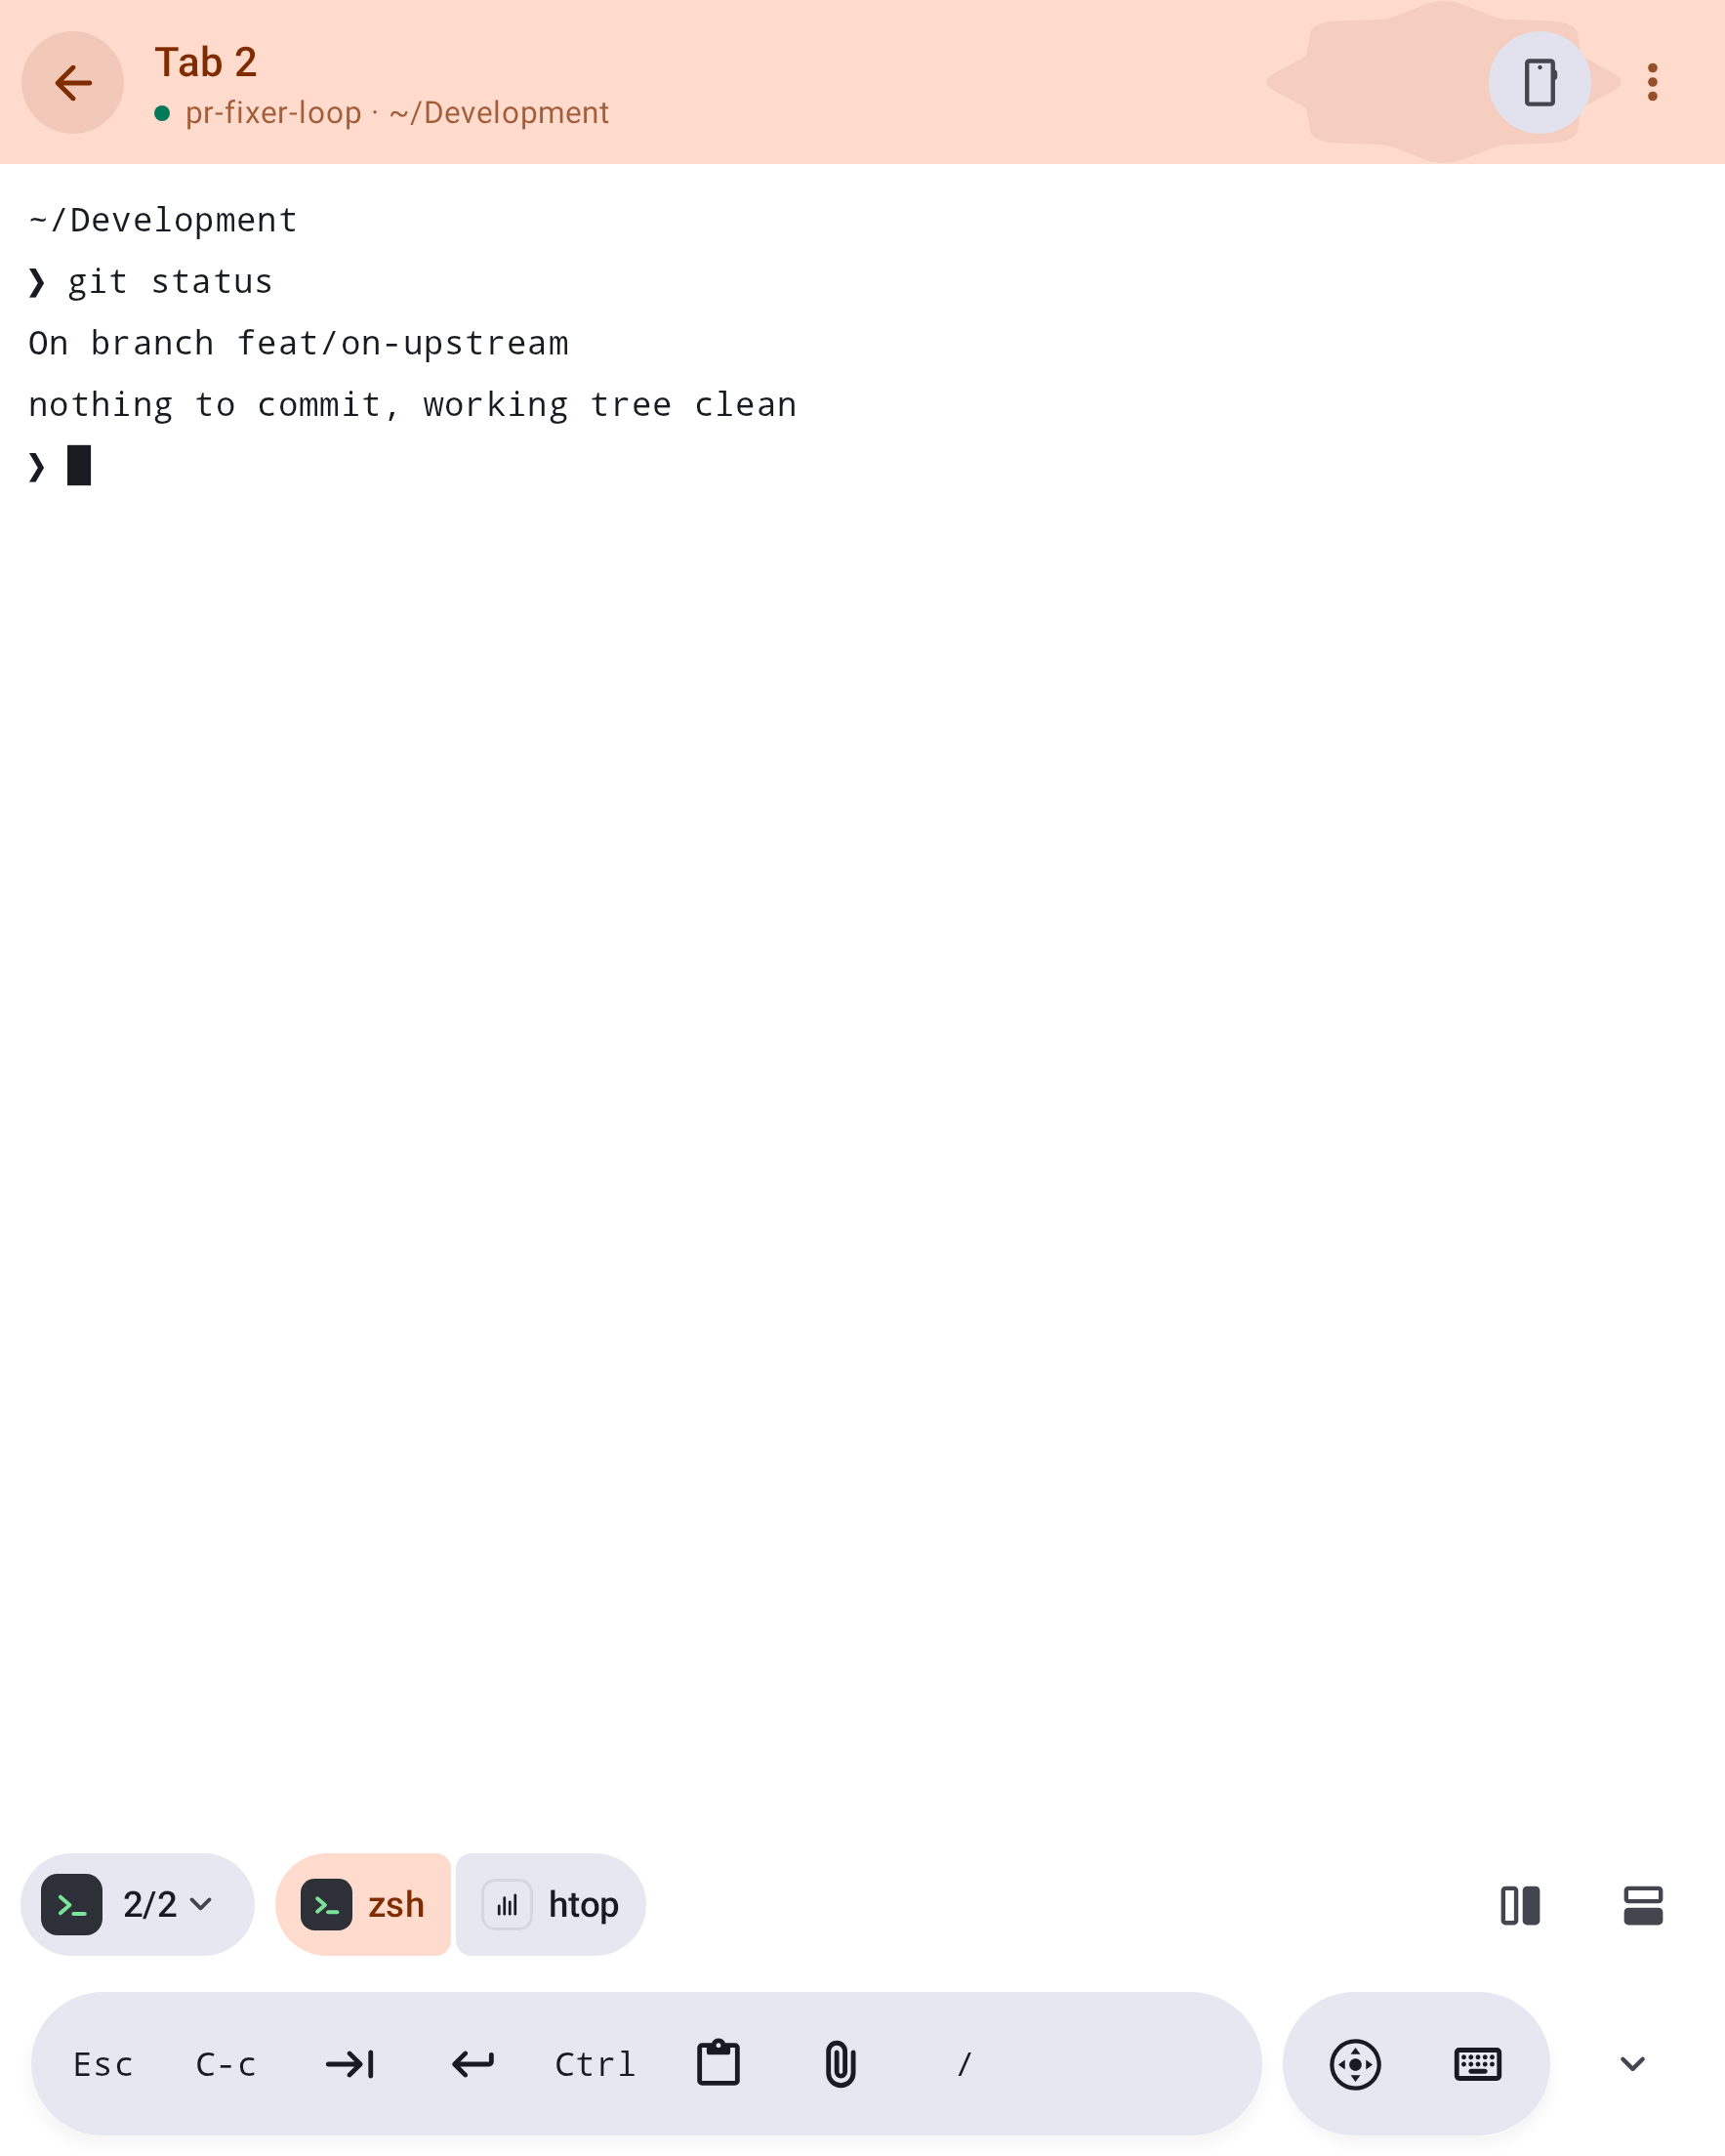 Tab 2
pr-fixer-loop · ~/Development
~/Development
❯ git status
On branch feat/on-upstream
nothing to commit, working tree clean
❯
2/2 zsh htop
Esc C-c Ctrl /